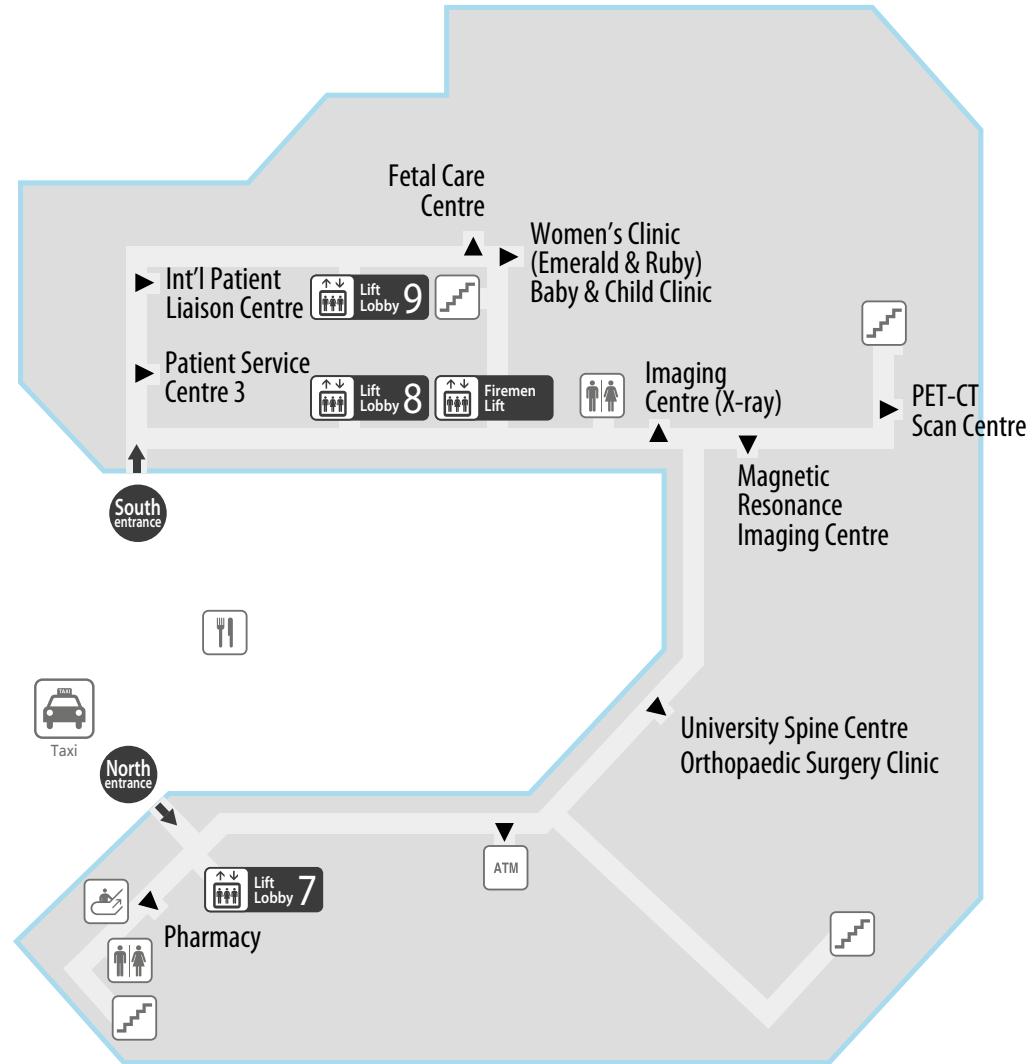 Fetal Care
Centre
Women's Clinic
(Emerald & Ruby)
Baby & Child Clinic
Int'l Patient
Liaison Centre
Lift
Lobby 9
Patient Service
Centre 3
Lift
Lobby 8
Firemen
Lift
Imaging
Centre (X-ray)
PET-CT
Scan Centre
Magnetic
Resonance
Imaging Centre
South
entrance
TAXI
Taxi
University Spine Centre
Orthopaedic Surgery Clinic
North
entrance
ATM
Lift
Lobby 7
Pharmacy